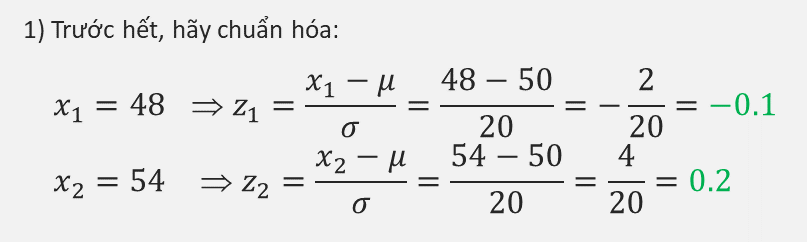 1) Trước hết, hãy chuẩn hóa:
x₁ = 48 ⟹ z₁ = (x₁ − μ)/σ = (48 − 50)/20 = −2/20 = −0.1
x₂ = 54 ⟹ z₂ = (x₂ − μ)/σ = (54 − 50)/20 = 4/20 = 0.2